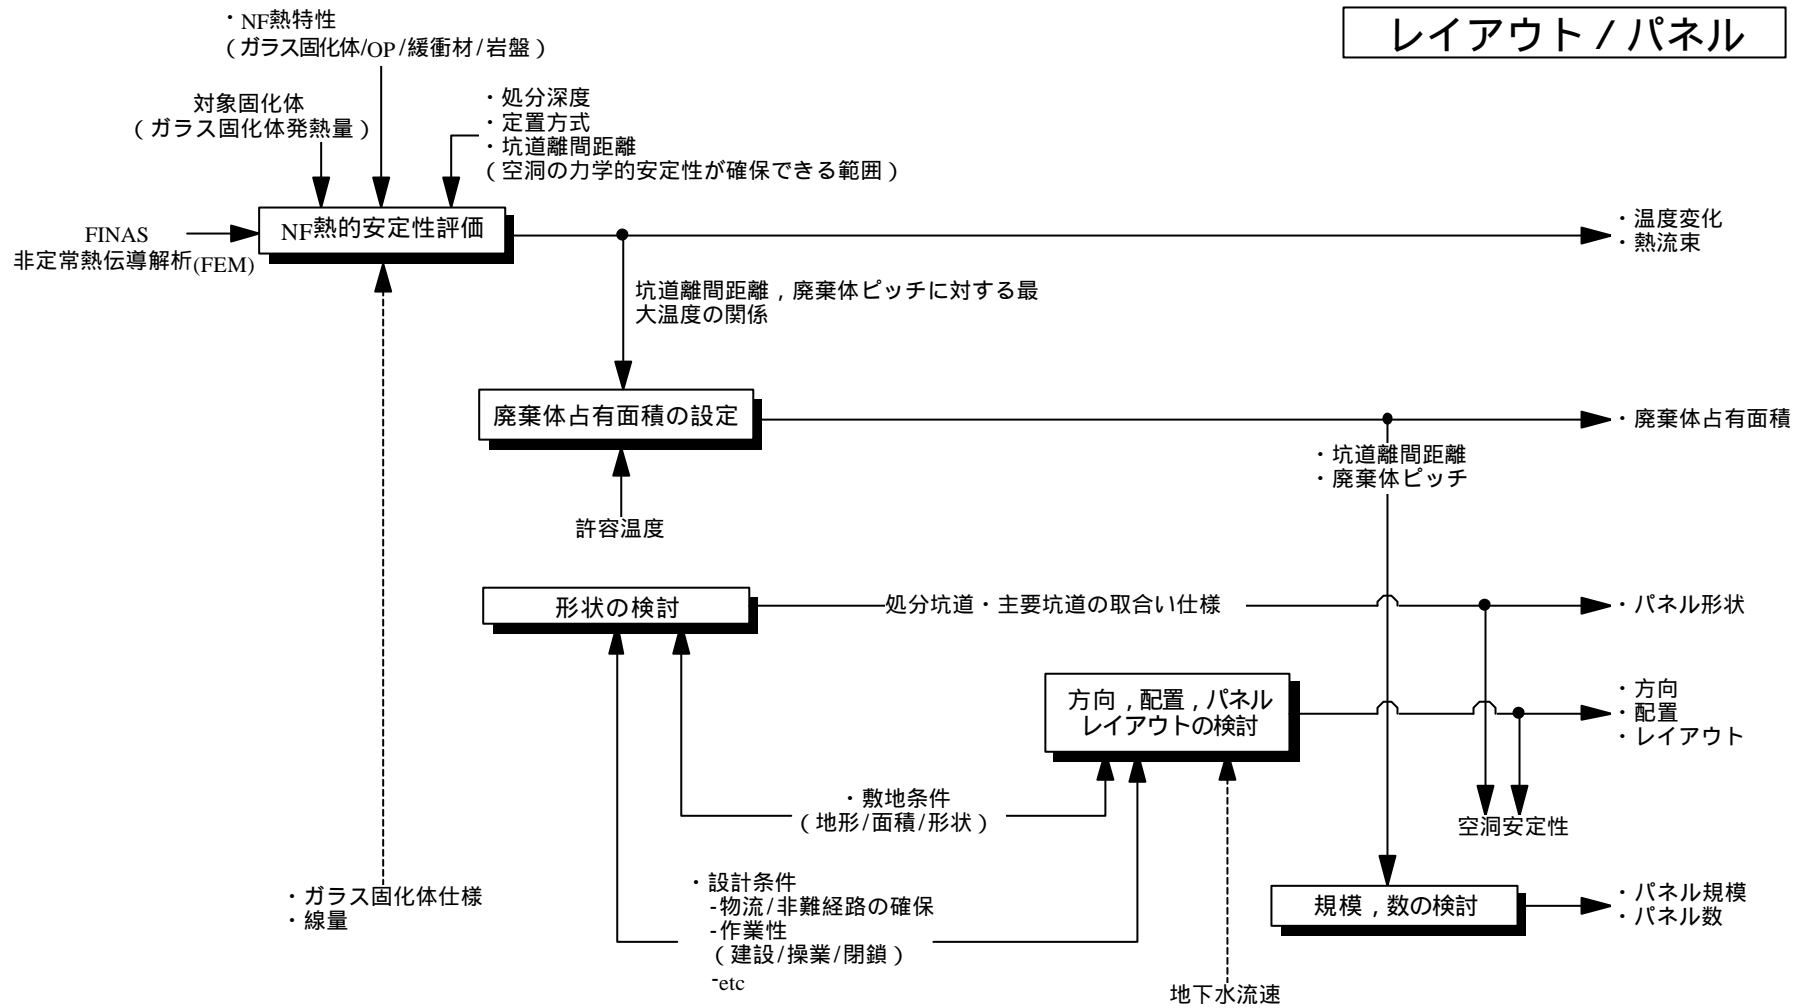 レイアウト / パネル
・NF熱特性
（ガラス固化体/OP/緩衝材/岩盤）
対象固化体
（ガラス固化体発熱量）
・処分深度
・定置方式
・坑道離間距離
（空洞の力学的安定性が確保できる範囲）
FINAS
非定常熱伝導解析(FEM)
NF熱的安定性評価
・温度変化
・熱流束
坑道離間距離，廃棄体ピッチに対する最
大温度の関係
廃棄体占有面積の設定
・廃棄体占有面積
・坑道離間距離
・廃棄体ピッチ
許容温度
形状の検討
処分坑道・主要坑道の取合い仕様
・パネル形状
方向，配置，パネル
レイアウトの検討
・方向
・配置
・レイアウト
・敷地条件
（地形/面積/形状）
空洞安定性
・ガラス固化体仕様
・線量
・設計条件
-物流/非難経路の確保
-作業性
（建設/操業/閉鎖）
-etc
規模，数の検討
・パネル規模
・パネル数
地下水流速